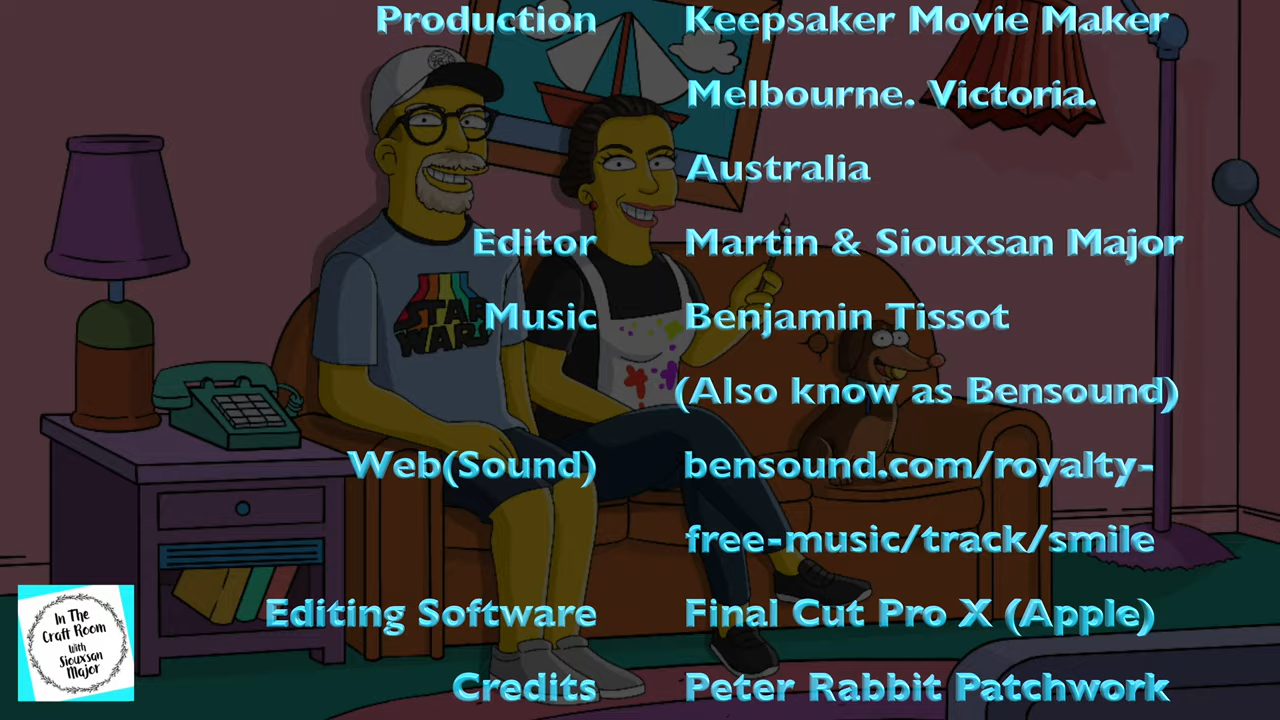 Production Keepsaker Movie Maker
Melbourne. Victoria.
Australia
Editor Martin & Siouxsan Major
Music Benjamin Tissot
(Also know as Bensound)
Web(Sound) bensound.com/royalty-
free-music/track/smile
Editing Software Final Cut Pro X (Apple)
Credits Peter Rabbit Patchwork
STAR
WARS
In The
Craft Room
With
Siouxsan
Major